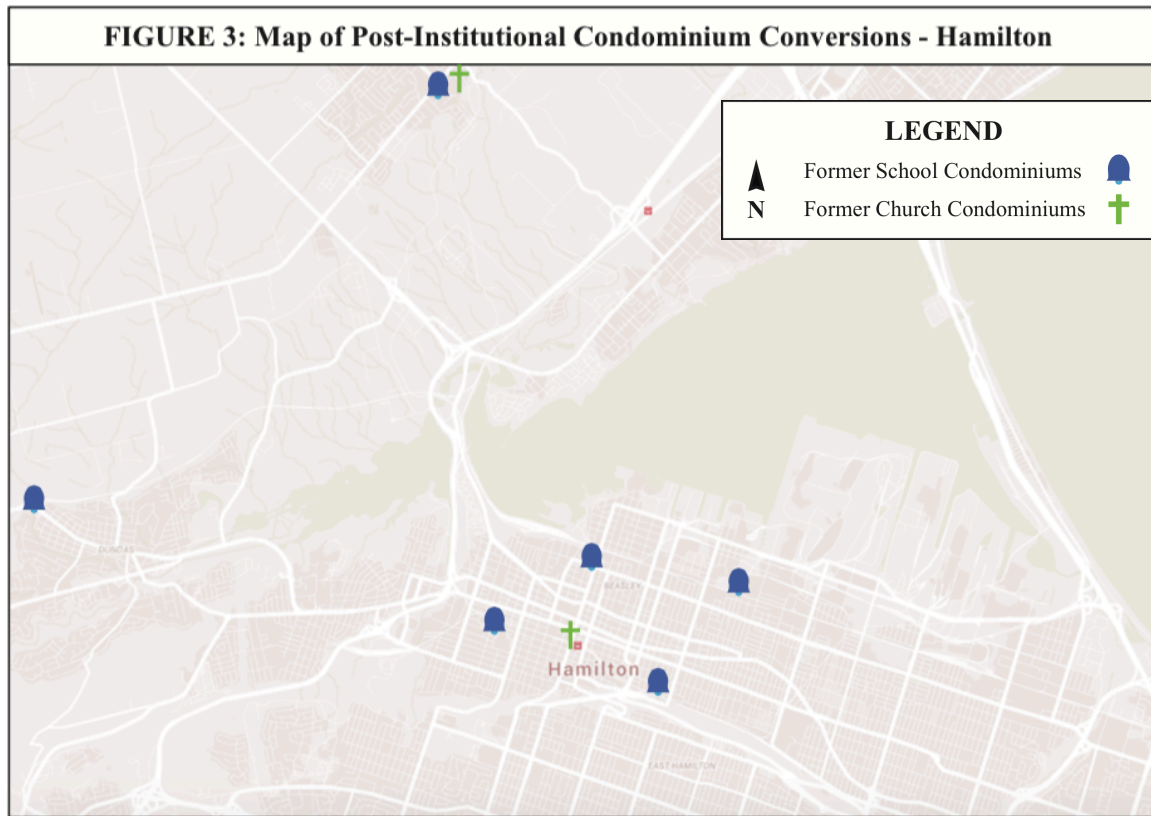 FIGURE 3: Map of Post-Institutional Condominium Conversions - Hamilton
LEGEND
Former School Condominiums
N
Former Church Condominiums
DUNDAS
BEASLEY
Hamilton
EAST HAMILTON